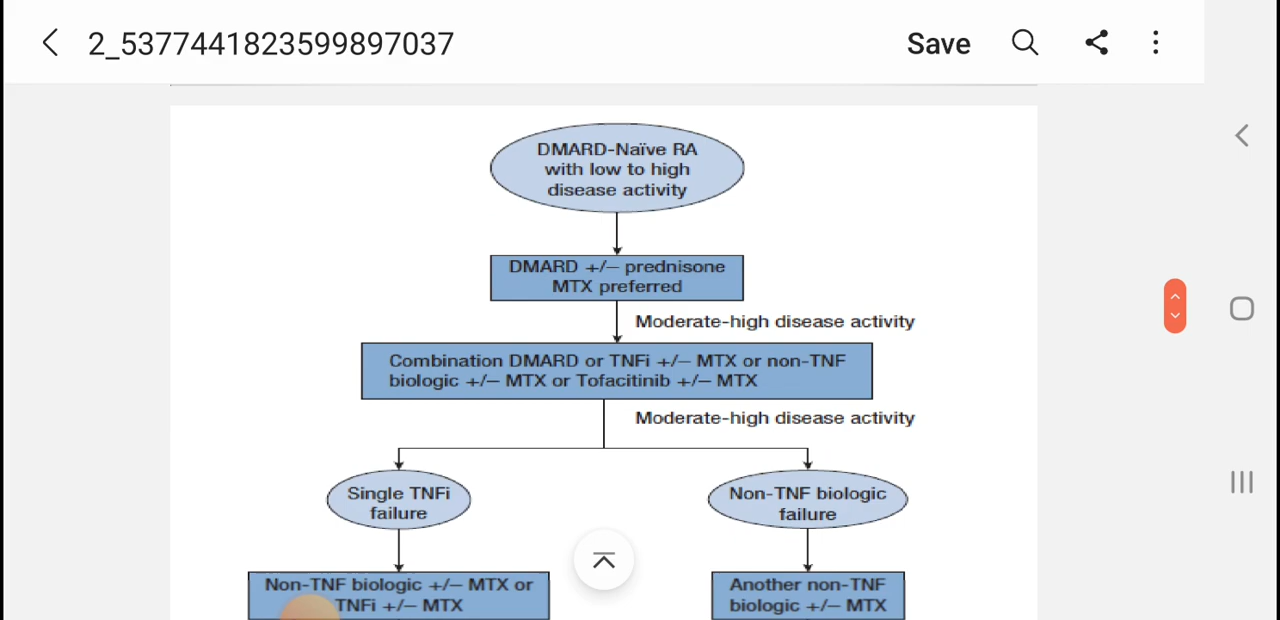 2_5377441823599897037
Save
DMARD-Naïve RA
with low to high
disease activity
DMARD +/– prednisone
MTX preferred
Moderate-high disease activity
Combination DMARD or TNFi +/– MTX or non-TNF
biologic +/– MTX or Tofacitinib +/– MTX
Moderate-high disease activity
Single TNFi
failure
Non-TNF biologic
failure
Non-TNF biologic +/– MTX or
TNFi +/– MTX
Another non-TNF
biologic +/– MTX